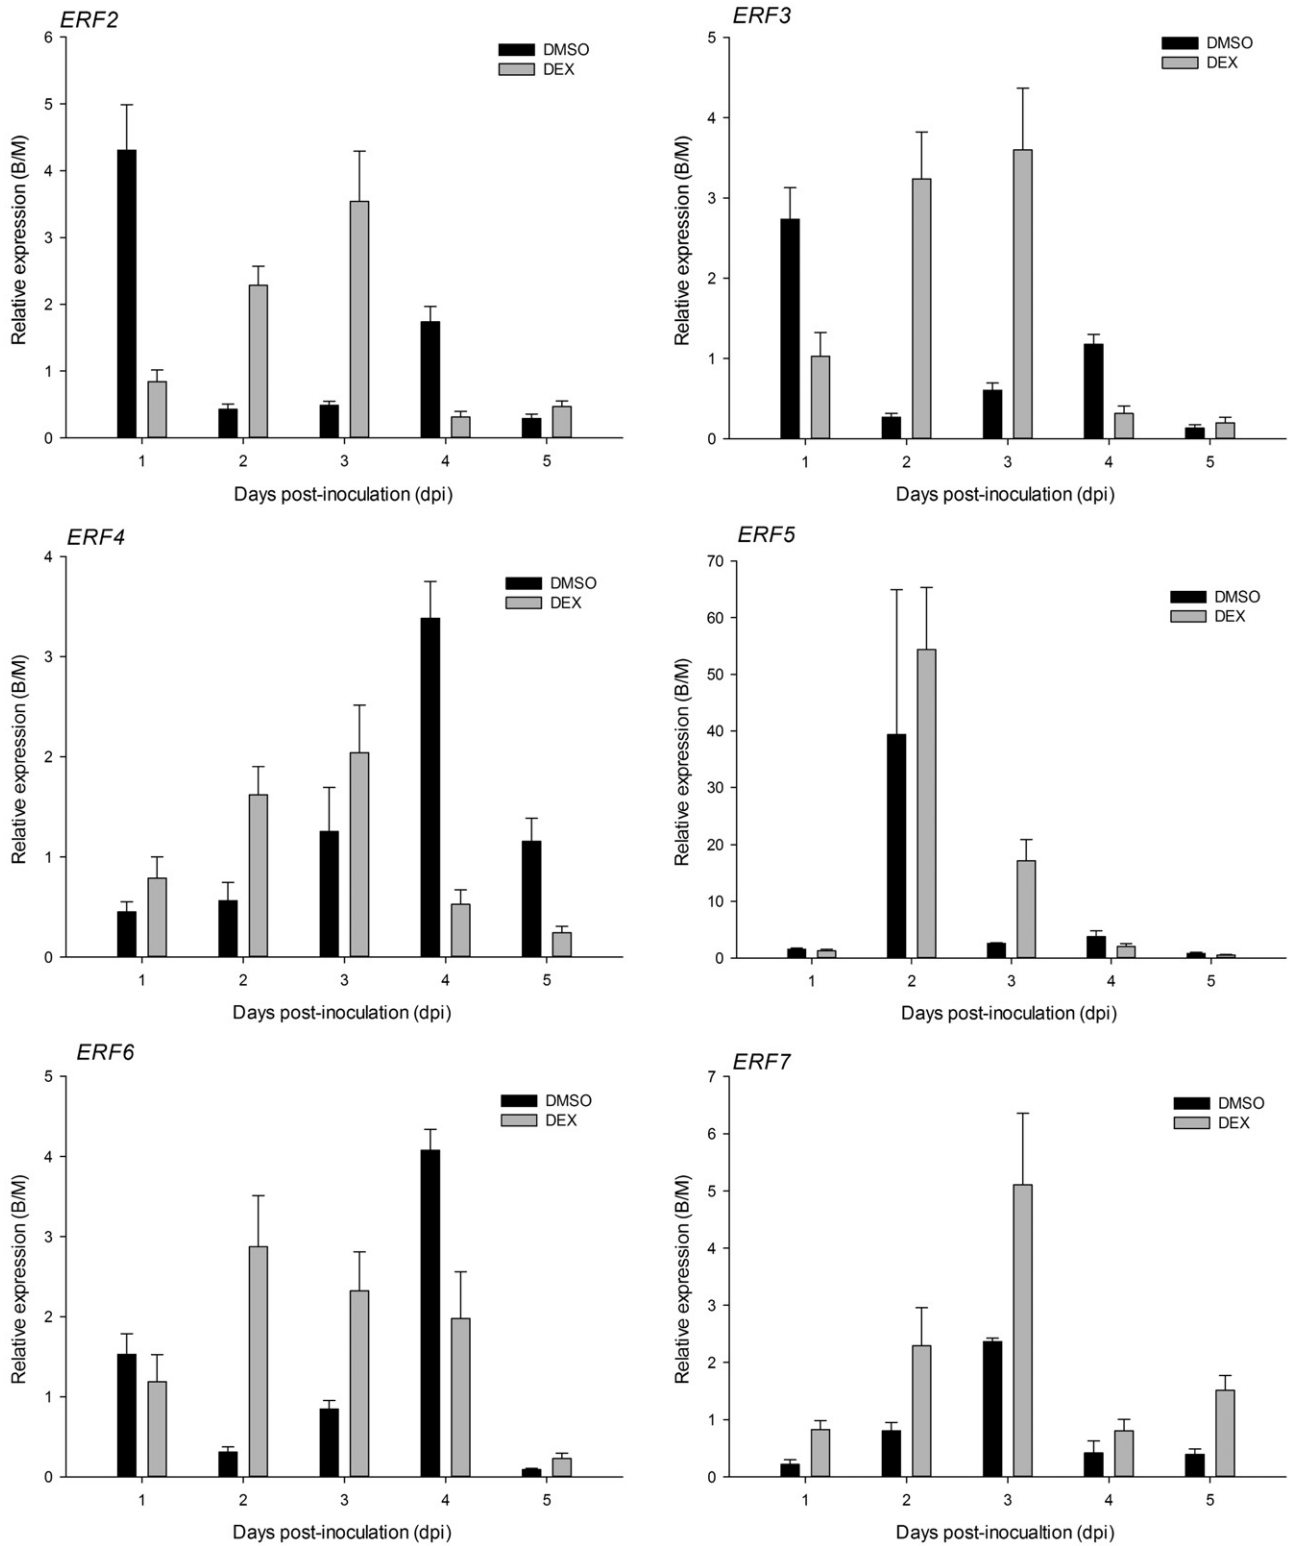 ERF2
DMSO
DEX
Relative expression (B/M)
6
5
4
3
2
1
0
1 2 3 4 5
Days post-inoculation (dpi)
ERF3
DMSO
DEX
Relative expression (B/M)
5
4
3
2
1
0
1 2 3 4 5
Days post-inoculation (dpi)
ERF4
DMSO
DEX
Relative expression (B/M)
4
3
2
1
0
1 2 3 4 5
Days post-inoculation (dpi)
ERF5
DMSO
DEX
Relative expression (B/M)
70
60
50
40
30
20
10
0
1 2 3 4 5
Days post-inoculation (dpi)
ERF6
DMSO
DEX
Relative expression (B/M)
5
4
3
2
1
0
1 2 3 4 5
Days post-inoculation (dpi)
ERF7
DMSO
DEX
Relative expression (B/M)
7
6
5
4
3
2
1
0
1 2 3 4 5
Days post-inocualtion (dpi)